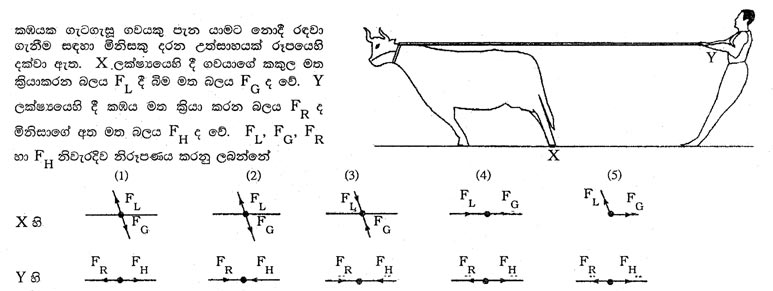 කඹයක ගැටගැසූ ගවයකු පැන යාමට නොදී රඳවා
ගැනීම සඳහා මිනිසකු දරන උත්සාහයක් රූපයෙහි
දක්වා ඇත. X ලක්ෂ්‍යයෙහි දී ගවයාගේ කකුල මත
ක්‍රියාකරන බලය F_L දී බිම මත බලය F_G ද වේ. Y
ලක්ෂ්‍යයෙහි දී කඹය මත ක්‍රියා කරන බලය F_R ද
මිනිසාගේ අත මත බලය F_H ද වේ. F_L, F_G, F_R
හා F_H නිවැරදිව නිරූපණය කරනු ලබන්නේ
Y
X
(1) (2) (3) (4) (5)
X හි F_L F_G F_L F_G F_L F_G F_L F_G F_L F_G
Y හි F_R F_H F_R F_H F_R F_H F_R F_H F_R F_H